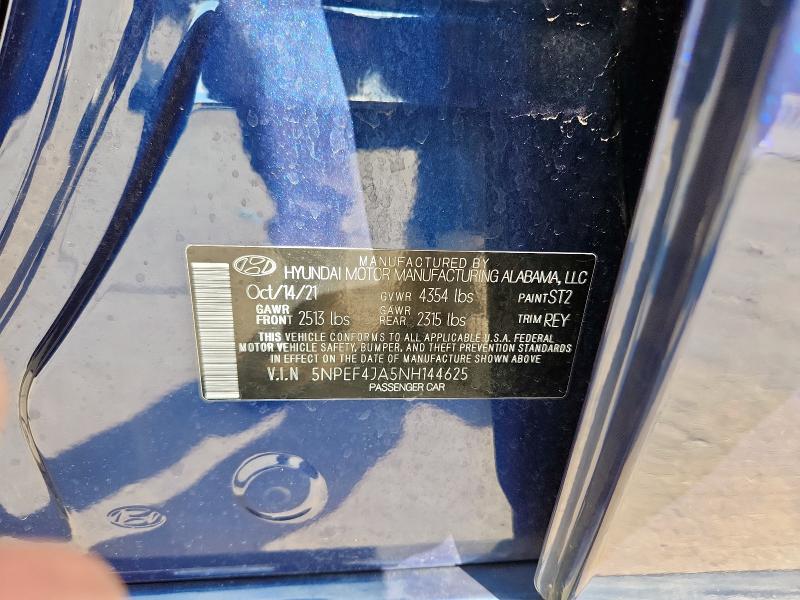 MANUFACTURED BY
HYUNDAI MOTOR MANUFACTURING ALABAMA, LLC
Oct/14/21 GVWR 4354 lbs PAINT ST2
GAWR FRONT 2513 lbs GAWR REAR 2315 lbs TRIM REY
THIS VEHICLE CONFORMS TO ALL APPLICABLE U.S.A. FEDERAL
MOTOR VEHICLE SAFETY, BUMPER, AND THEFT PREVENTION STANDARDS
IN EFFECT ON THE DATE OF MANUFACTURE SHOWN ABOVE
V.I.N 5NPEF4JA5NH144625
PASSENGER CAR